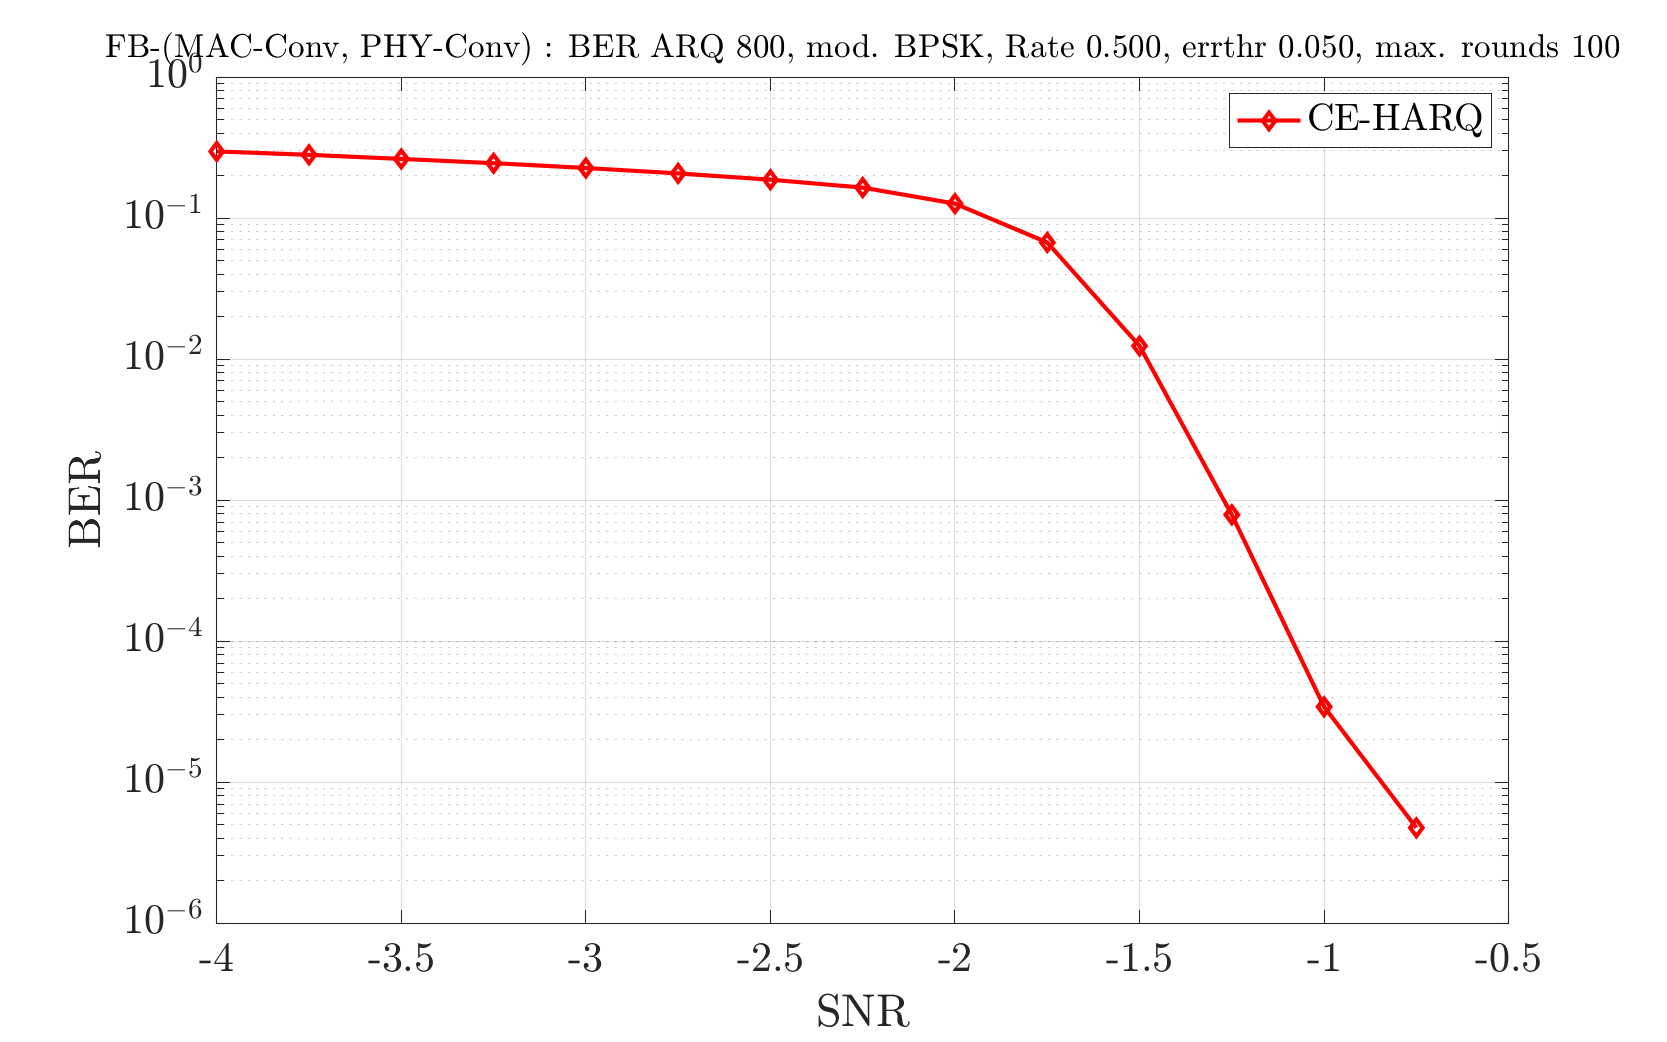 FB-(MAC-Conv, PHY-Conv) : BER ARQ 800, mod. BPSK, Rate 0.500, errthr 0.050, max. rounds 100
10^0
CE-HARQ
10^{-1}
10^{-2}
BER
10^{-3}
10^{-4}
10^{-5}
10^{-6}
-4 -3.5 -3 -2.5 -2 -1.5 -1 -0.5
SNR